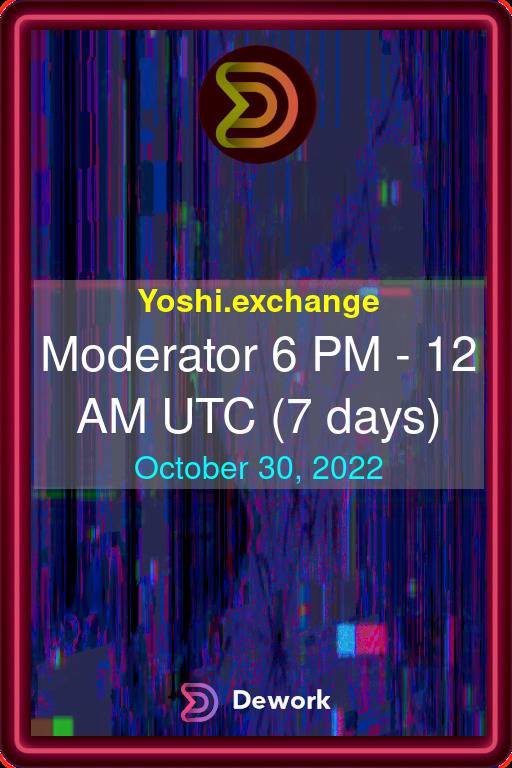 Yoshi.exchange
Moderator 6 PM - 12
AM UTC (7 days)
October 30, 2022
Dework